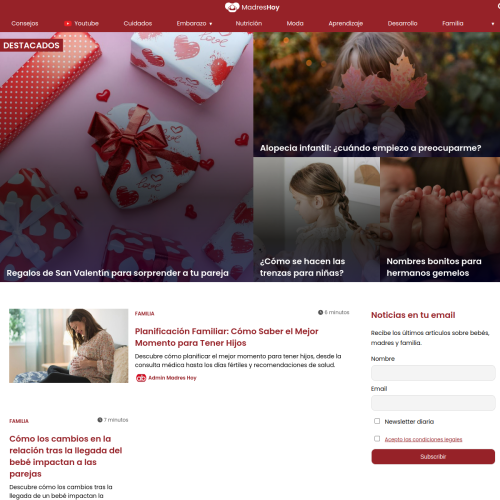 MadresHoy
Consejos
Youtube
Cuidados
Embarazo
Nutrición
Moda
Aprendizaje
Desarrollo
Familia
DESTACADOS
Regalos de San Valentín para sorprender a tu pareja
Alopecia infantil: ¿cuándo empiezo a preocuparme?
¿Cómo se hacen las
trenzas para niñas?
Nombres bonitos para
hermanos gemelos
FAMILIA
6 minutos
Planificación Familiar: Cómo Saber el Mejor
Momento para Tener Hijos
Descubre cómo planificar el mejor momento para tener hijos, desde la
consulta médica hasta los días fértiles y recomendaciones de salud.
Admin Madres Hoy
FAMILIA
7 minutos
Cómo los cambios en la
relación tras la llegada del
bebé impactan a las
parejas
Descubre cómo los cambios tras la
llegada de un bebé impactan la
Noticias en tu email
Recibe los últimos artículos sobre bebés,
madres y familia.
Nombre
Email
Newsletter diaria
Acepto las condiciones legales
Subscribir